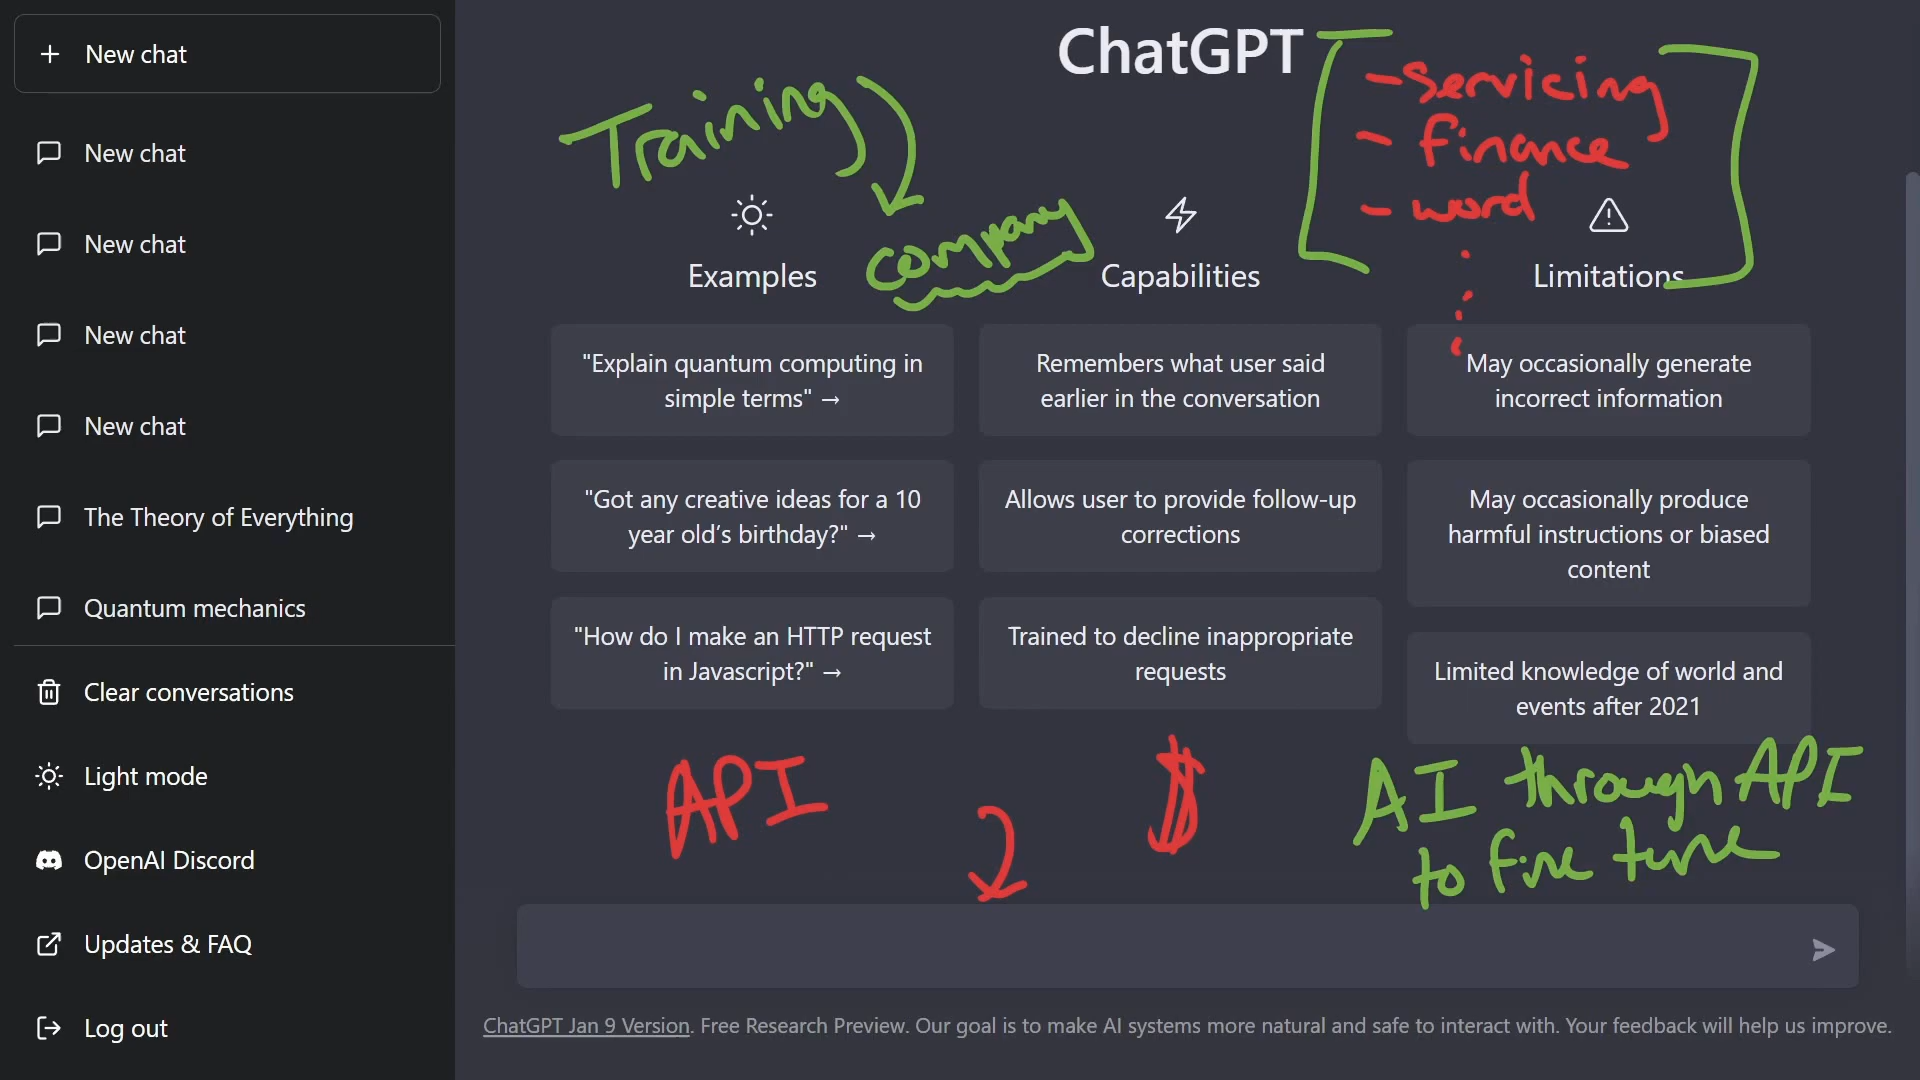 New chat
New chat
New chat
New chat
New chat
The Theory of Everything
Quantum mechanics
Clear conversations
Light mode
OpenAI Discord
Updates & FAQ
Log out
ChatGPT
Training
company
- servicing
- finance
- word
Examples
"Explain quantum computing in
simple terms" →
"Got any creative ideas for a 10
year old's birthday?" →
"How do I make an HTTP request
in Javascript?" →
Capabilities
Remembers what user said
earlier in the conversation
Allows user to provide follow-up
corrections
Trained to decline inappropriate
requests
Limitations
May occasionally generate
incorrect information
May occasionally produce
harmful instructions or biased
content
Limited knowledge of world and
events after 2021
API
$
AI through API
to fine tune
ChatGPT Jan 9 Version. Free Research Preview. Our goal is to make AI systems more natural and safe to interact with. Your feedback will help us improve.